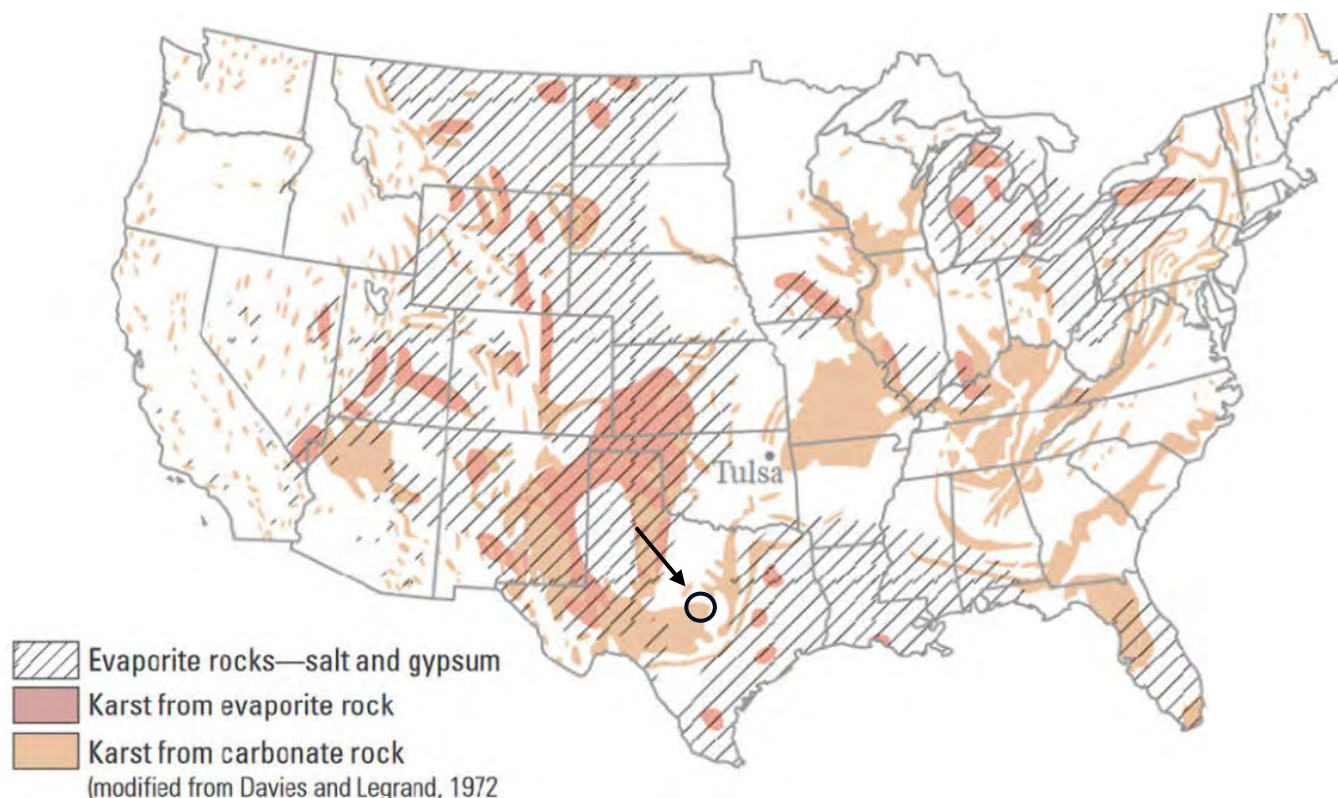 Tulsa
Evaporite rocks—salt and gypsum
Karst from evaporite rock
Karst from carbonate rock
(modified from Davies and Legrand, 1972